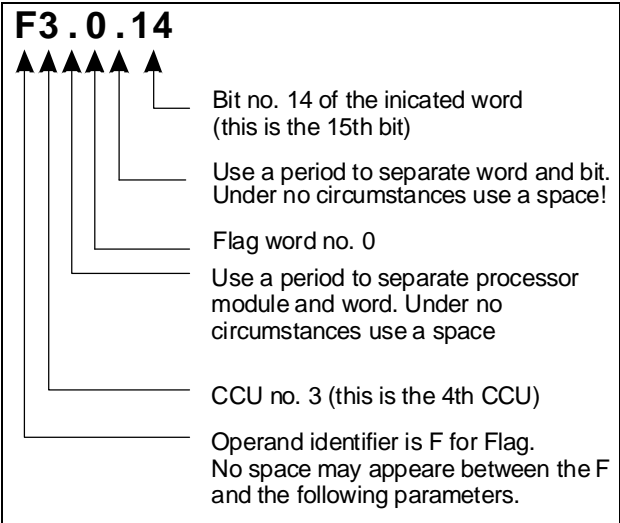 F3.0.14
Bit no. 14 of the inicated word
(this is the 15th bit)
Use a period to separate word and bit.
Under no circumstances use a space!
Flag word no. 0
Use a period to separate processor
module and word. Under no
circumstances use a space
CCU no. 3 (this is the 4th CCU)
Operand identifier is F for Flag.
No space may appeare between the F
and the following parameters.